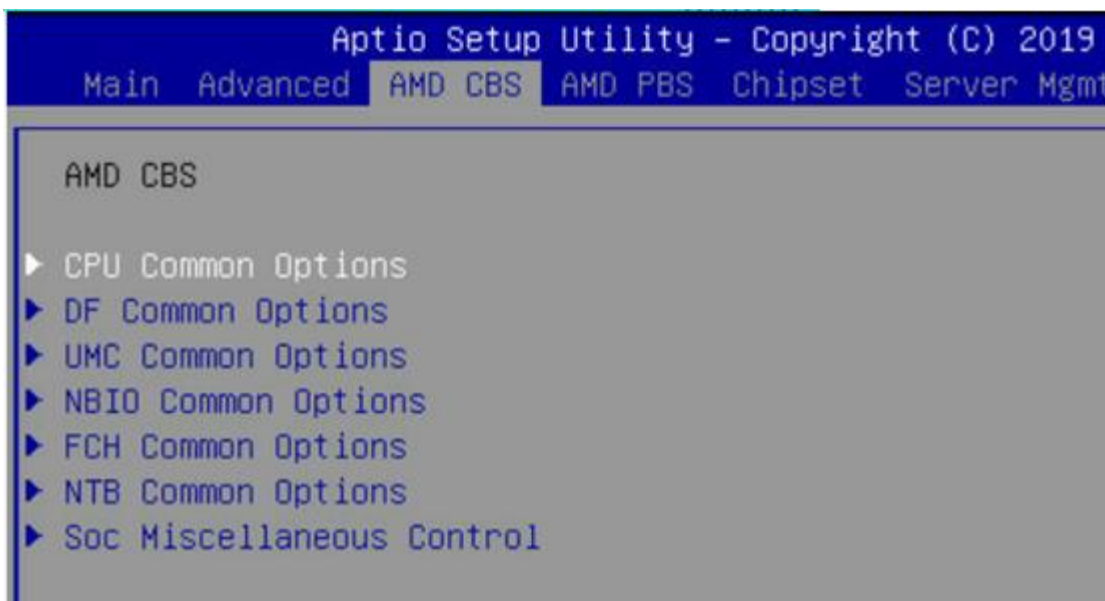 Aptio Setup Utility – Copyright (C) 2019
Main Advanced AMD CBS AMD PBS Chipset Server Mgmt
AMD CBS
CPU Common Options
DF Common Options
UMC Common Options
NBIO Common Options
FCH Common Options
NTB Common Options
Soc Miscellaneous Control